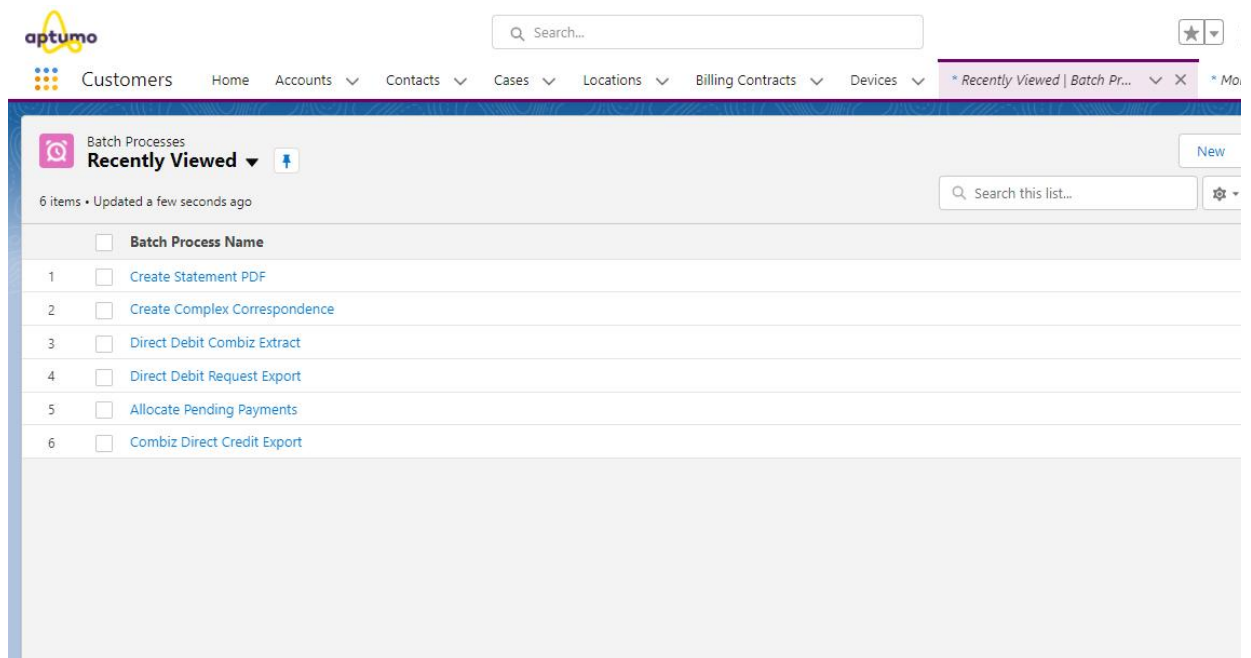 aptumo
Search...
Customers Home Accounts Contacts Cases Locations Billing Contracts Devices * Recently Viewed | Batch Pr... * Mo
Batch Processes
Recently Viewed
New
6 items • Updated a few seconds ago
Search this list...
Batch Process Name
1 Create Statement PDF
2 Create Complex Correspondence
3 Direct Debit Combiz Extract
4 Direct Debit Request Export
5 Allocate Pending Payments
6 Combiz Direct Credit Export